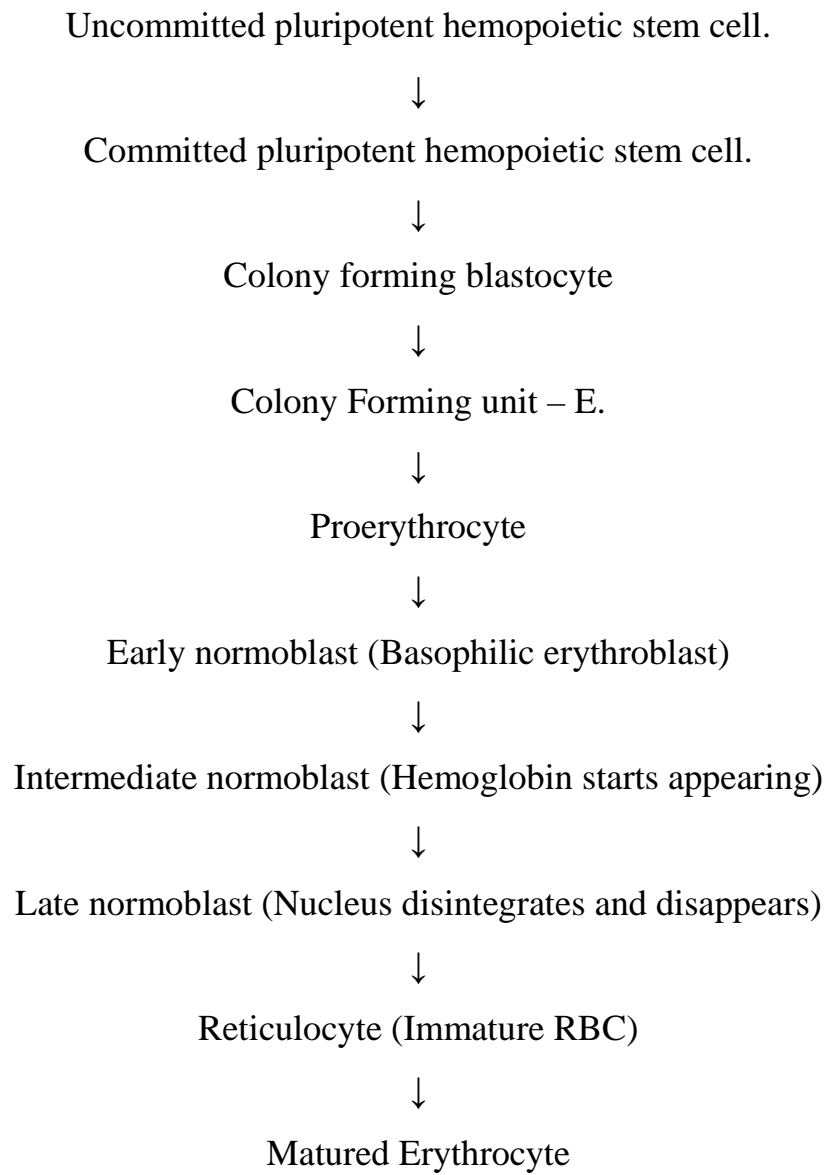 Uncommitted pluripotent hemopoietic stem cell.
↓
Committed pluripotent hemopoietic stem cell.
↓
Colony forming blastocyte
↓
Colony Forming unit – E.
↓
Proerythrocyte
↓
Early normoblast (Basophilic erythroblast)
↓
Intermediate normoblast (Hemoglobin starts appearing)
↓
Late normoblast (Nucleus disintegrates and disappears)
↓
Reticulocyte (Immature RBC)
↓
Matured Erythrocyte